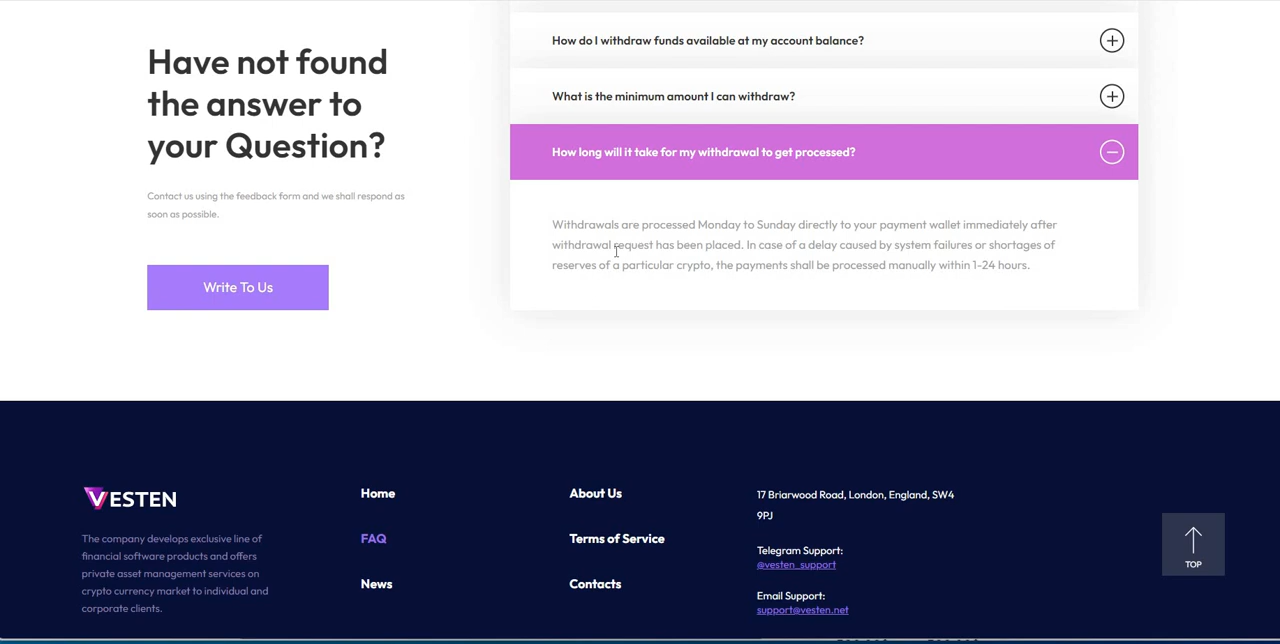 Have not found
the answer to
your Question?
Contact us using the feedback form and we shall respond as
soon as possible.
Write To Us
How do I withdraw funds available at my account balance?
What is the minimum amount I can withdraw?
How long will it take for my withdrawal to get processed?
Withdrawals are processed Monday to Sunday directly to your payment wallet immediately after
withdrawal request has been placed. In case of a delay caused by system failures or shortages of
reserves of a particular crypto, the payments shall be processed manually within 1-24 hours.
VESTEN
The company develops exclusive line of
financial software products and offers
private asset management services on
crypto currency market to individual and
corporate clients.
Home
FAQ
News
About Us
Terms of Service
Contacts
17 Briarwood Road, London, England, SW4
9PJ
Telegram Support:
@vesten_support
Email Support:
support@vesten.net
TOP